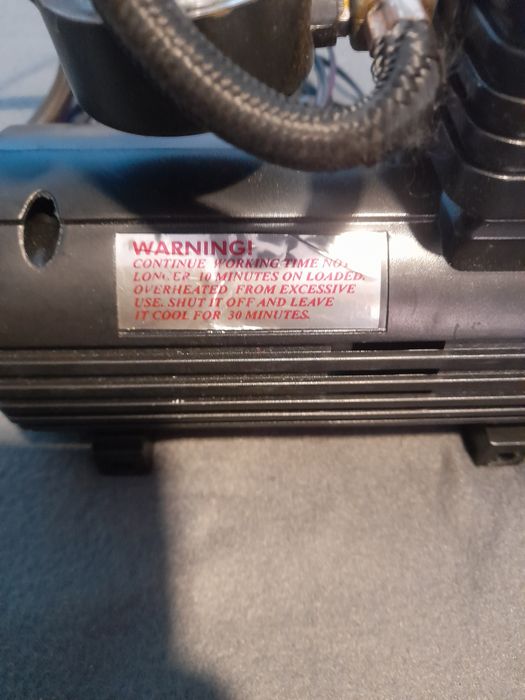 WARNING!
CONTINUE WORKING TIME NOT
LONGER 10 MINUTES ON LOADED.
OVERHEATED FROM EXCESSIVE
USE. SHUT IT OFF AND LEAVE
IT COOL FOR 30 MINUTES.